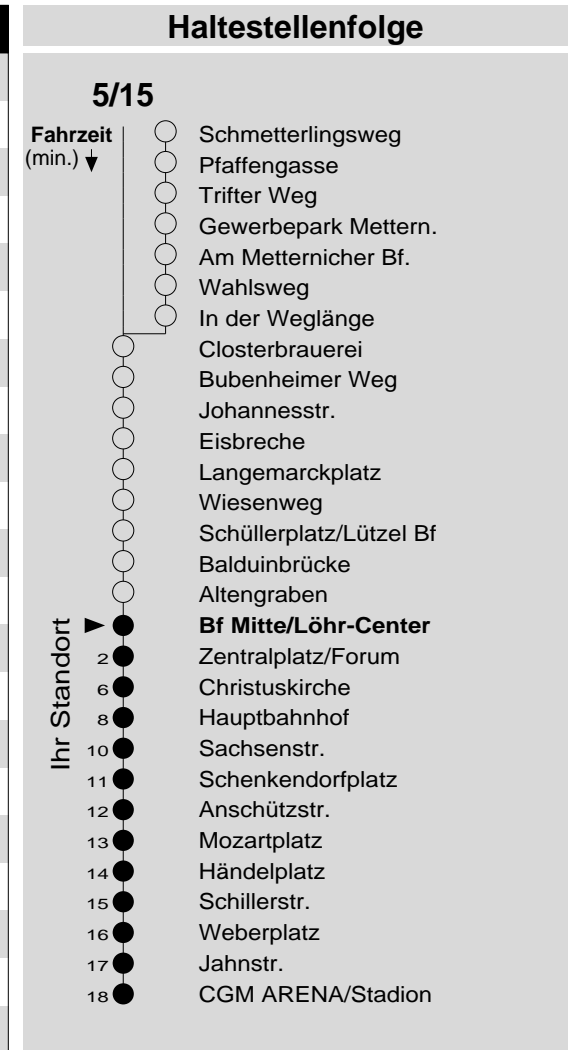 Haltestellenfolge
5/15
Fahrzeit
(min.)
Schmetterlingsweg
Pfaffengasse
Trifter Weg
Gewerbepark Mettern.
Am Metternicher Bf.
Wahlsweg
In der Weglänge
Closterbrauerei
Bubenheimer Weg
Johannesstr.
Eisbreche
Langemarckplatz
Wiesenweg
Schüllerplatz/Lützel Bf
Balduinbrücke
Altengraben
Ihr Standort
Bf Mitte/Löhr-Center
2 Zentralplatz/Forum
6 Christuskirche
8 Hauptbahnhof
10 Sachsenstr.
11 Schenkendorfplatz
12 Anschützstr.
13 Mozartplatz
14 Händelplatz
15 Schillerstr.
16 Weberplatz
17 Jahnstr.
18 CGM ARENA/Stadion